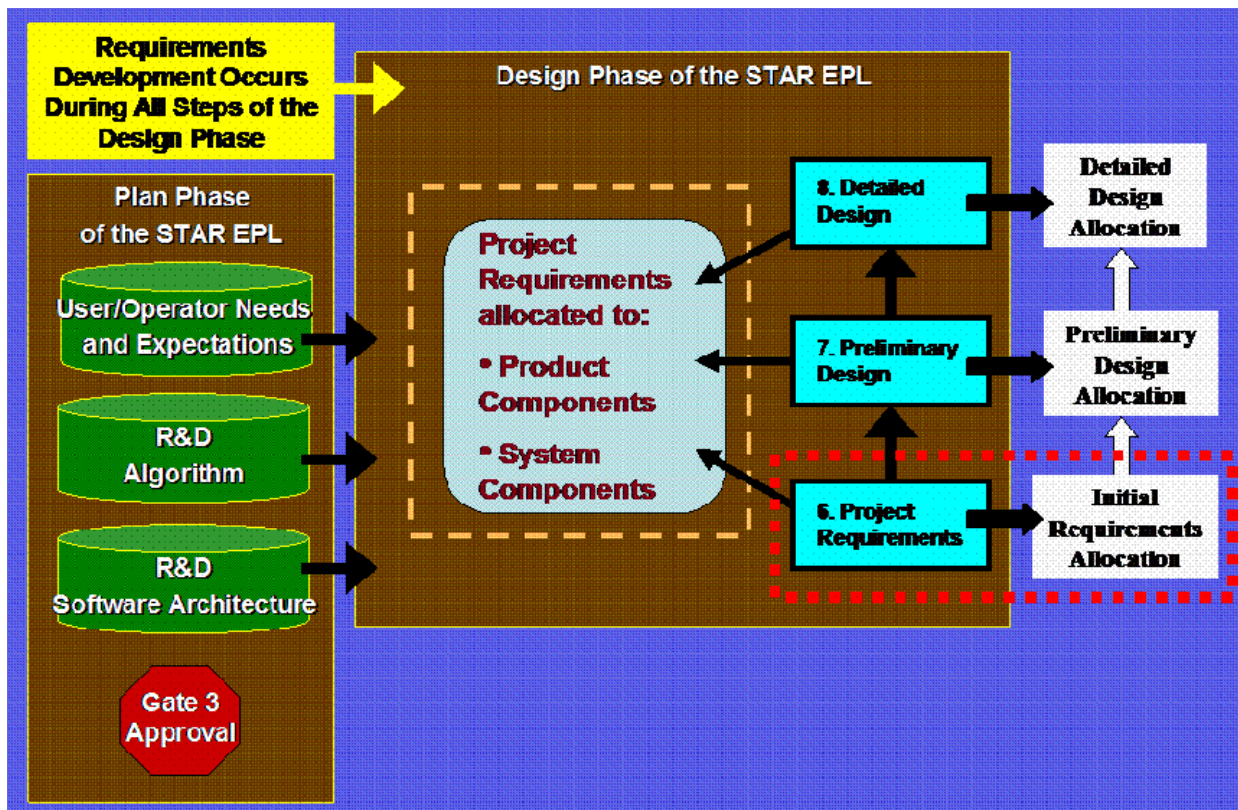 Requirements
Development Occurs
During All Steps of the
Design Phase
Plan Phase
of the STAR EPL
User/Operator Needs
and Expectations
R&D
Algorithm
R&D
Software Architecture
Gate 3
Approval
Design Phase of the STAR EPL
Project
Requirements
allocated to:
• Product
Components
• System
Components
8. Detailed
Design
7. Preliminary
Design
6. Project
Requirements
Detailed
Design
Allocation
Preliminary
Design
Allocation
Initial
Requirements
Allocation